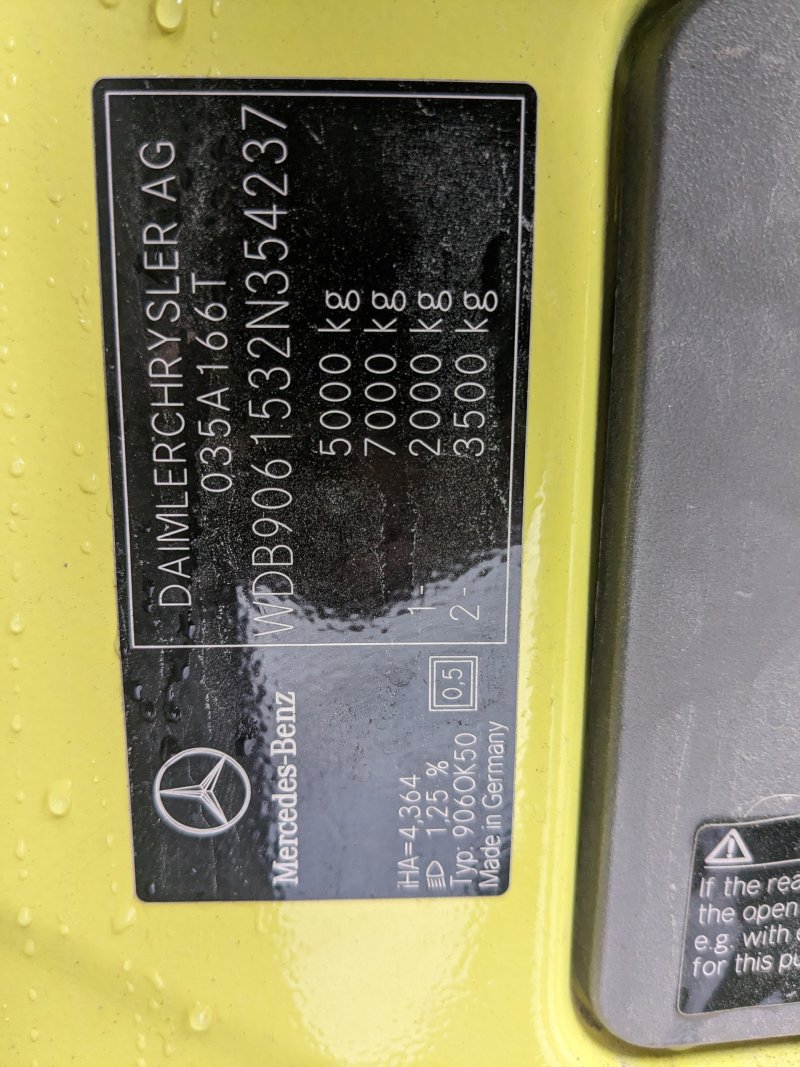 DAIMLERCHRYSLER AG
035A166T
WDB9061532N354237
5000 kg
7000 kg
1- 2000 kg
2- 3500 kg
Mercedes-Benz
iHA=4,364
1,25 %
0,5
Typ: 906OK50
Made in Germany
If the rea
the open
e.g. with
for this pu